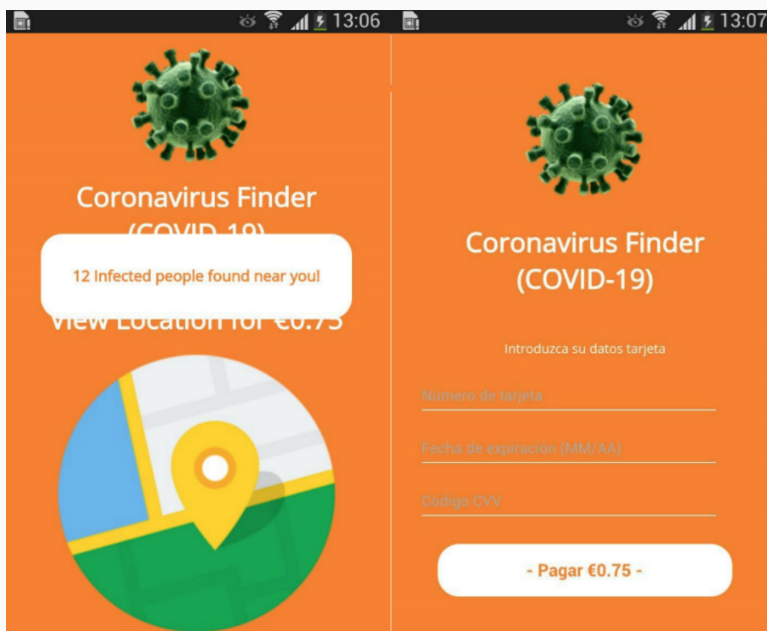 13:06
Coronavirus Finder
(COVID-19)
12 Infected people found near you!
View Location for €0.75
13:07
Coronavirus Finder
(COVID-19)
Introduzca su datos tarjeta
Número de tarjeta
Fecha de expiración (MM/AA)
Código CVV
- Pagar €0.75 -